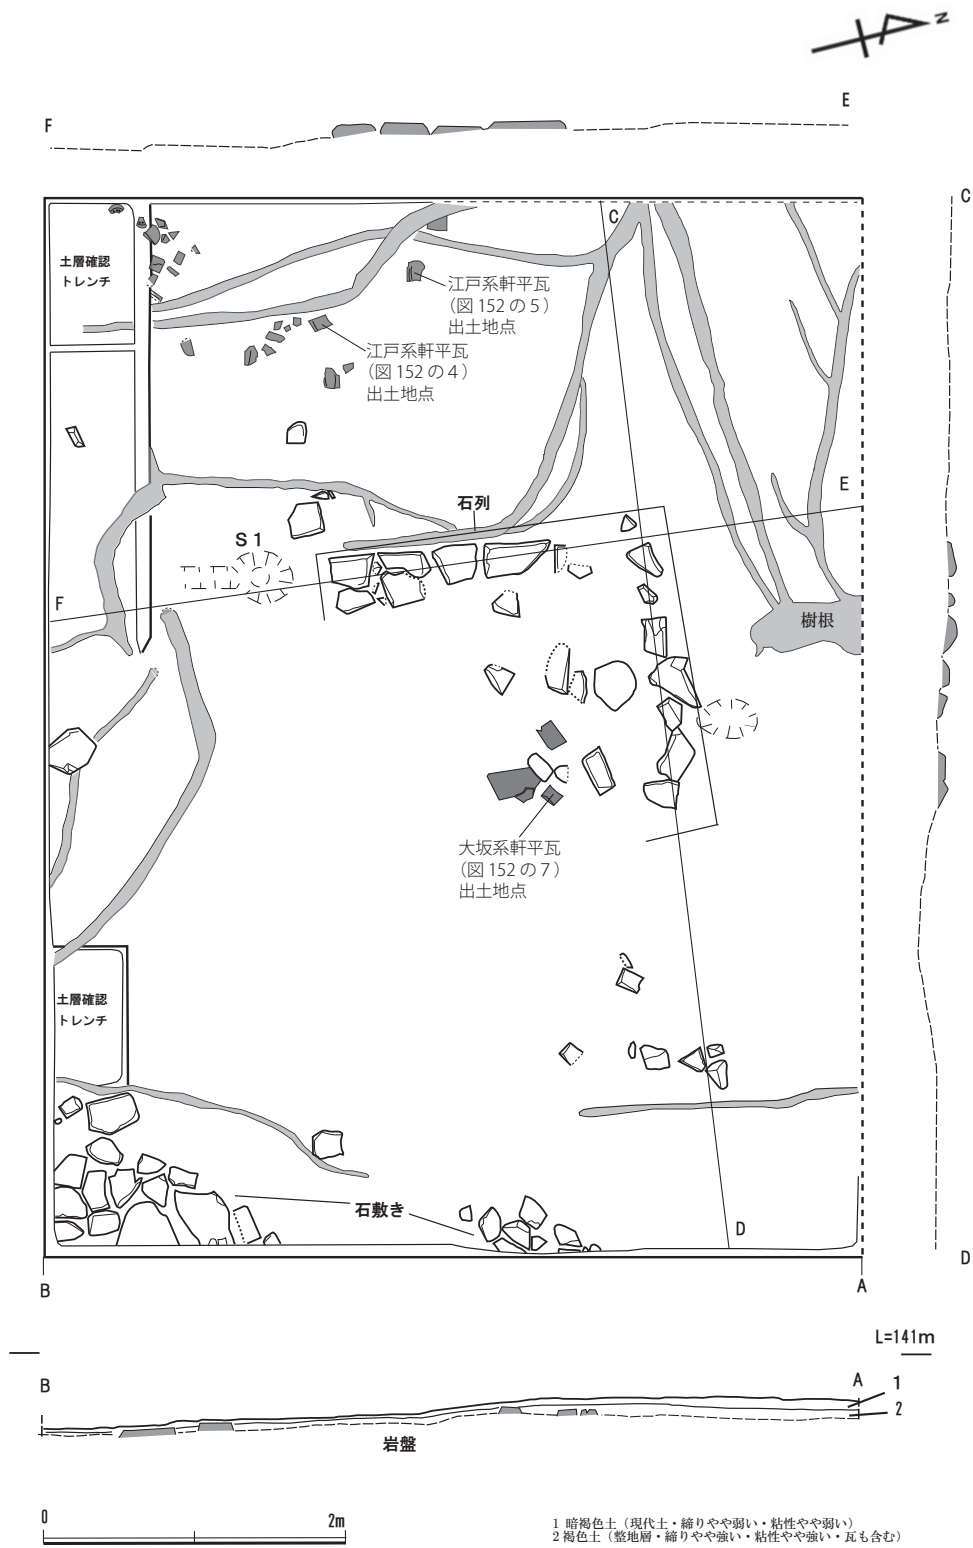 N
E
F
C
C
土層確認
トレンチ
江戸系軒平瓦
（図 152 の 5）
出土地点
江戸系軒平瓦
（図 152 の 4）
出土地点
E
石列
S 1
F
樹根
大坂系軒平瓦
（図 152 の 7）
出土地点
土層確認
トレンチ
石敷き
D
D
B
A
L=141m
B
A
1
2
岩盤
0
2m
1 暗褐色土（現代土・締りやや弱い・粘性やや弱い）
2 褐色土（整地層・締りやや強い・粘性やや強い・瓦も含む）